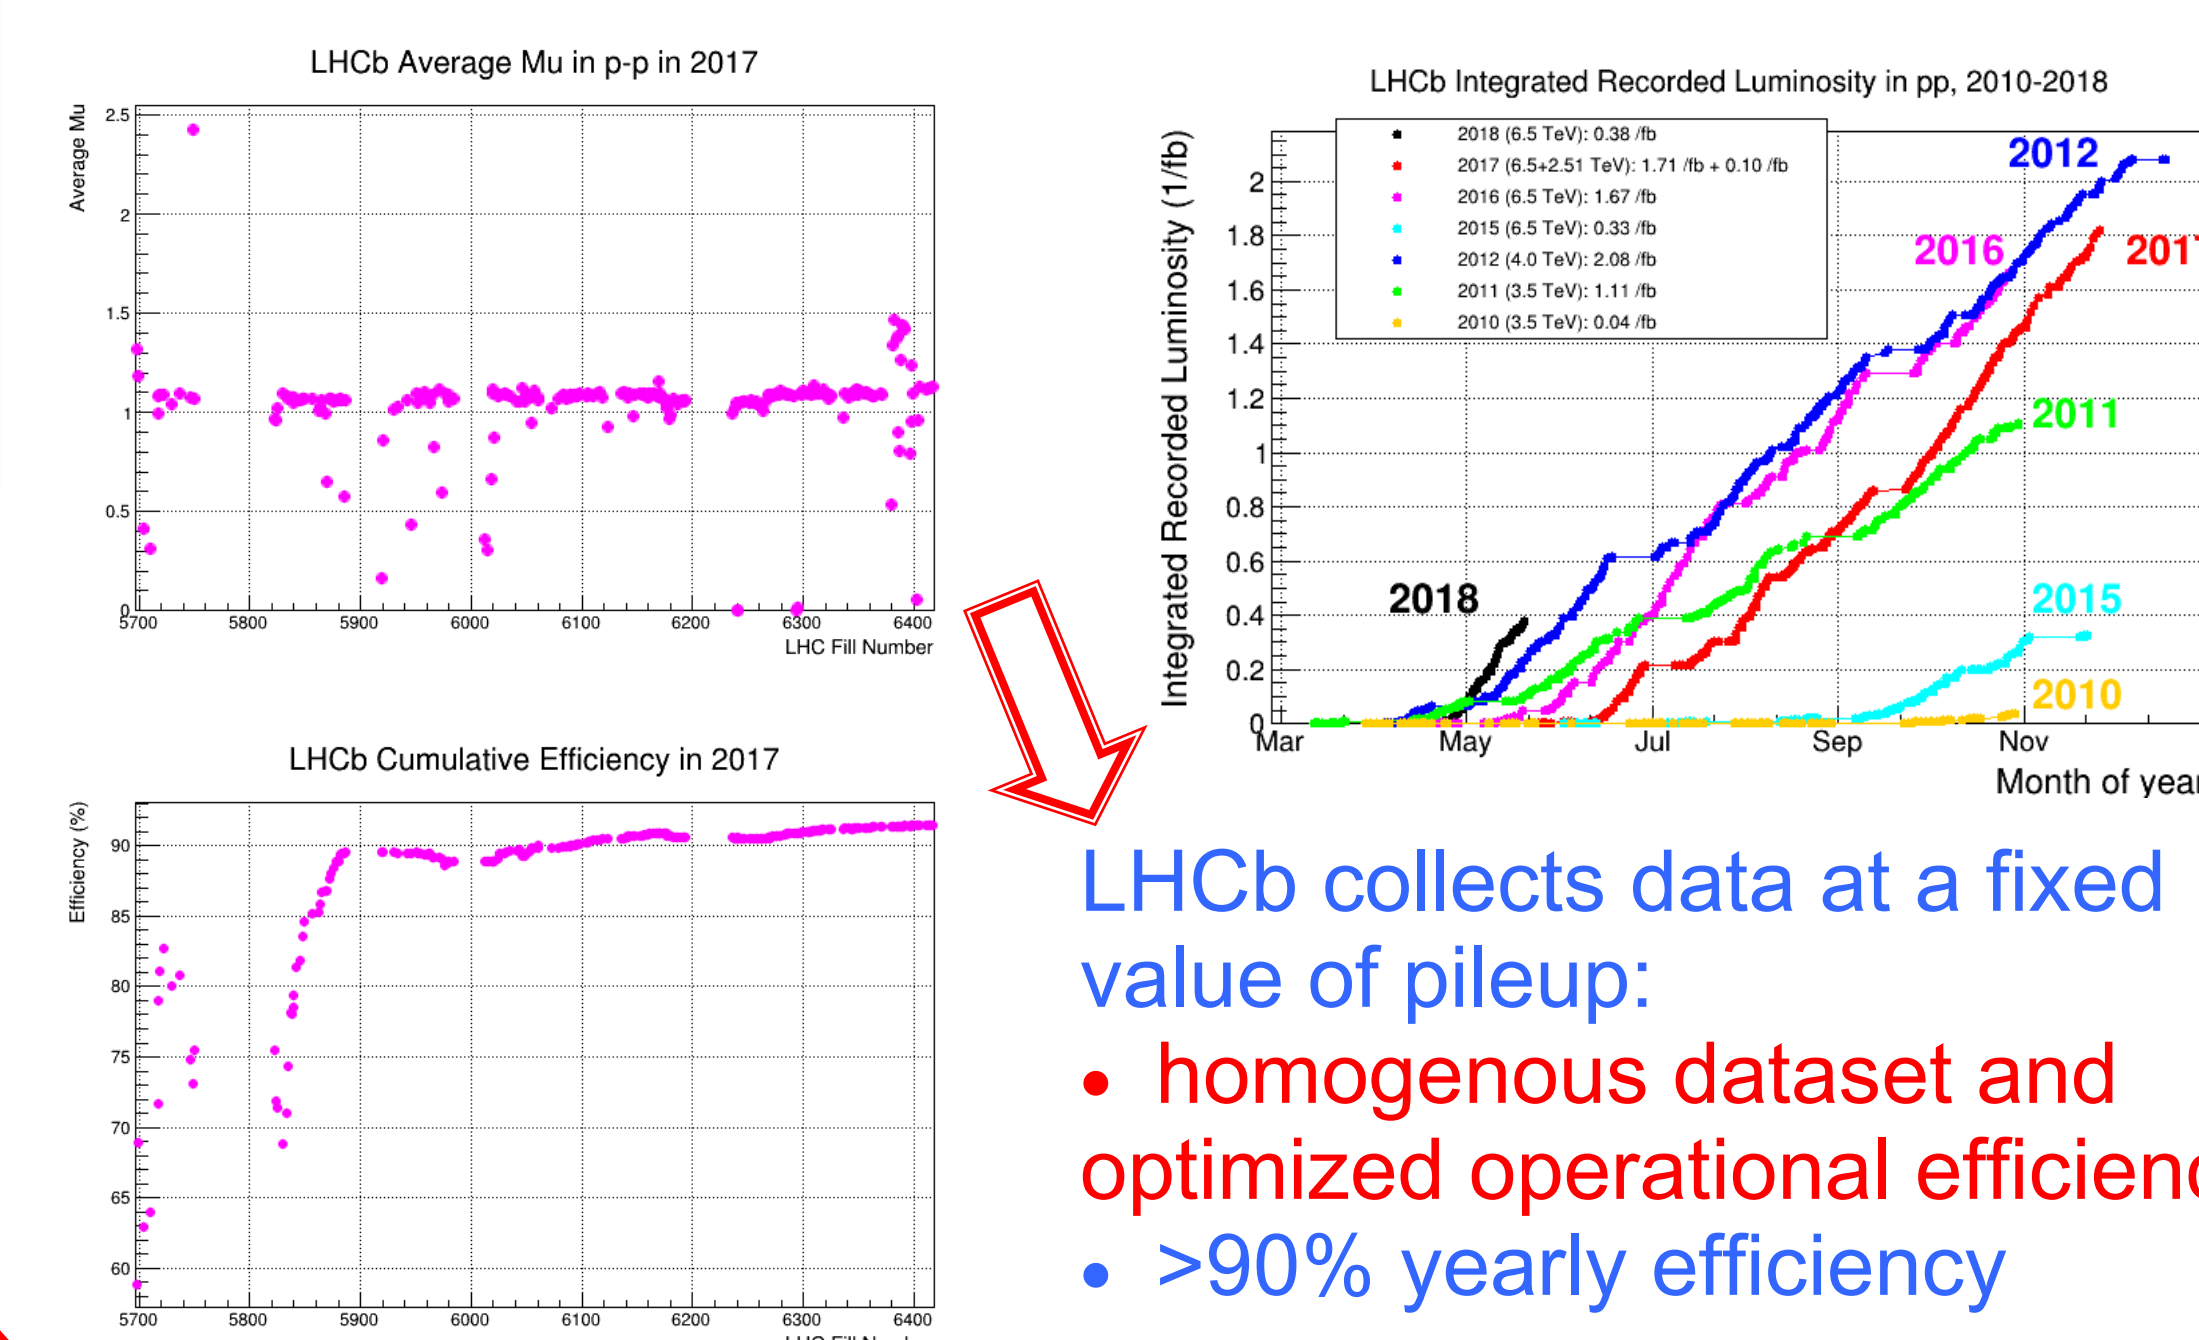 LHCb Average Mu in p-p in 2017
Average Mu
2.5
2
1.5
1
0.5
0
5700 5800 5900 6000 6100 6200 6300 6400
LHC Fill Number
LHCb Cumulative Efficiency in 2017
Efficiency (%)
90
85
80
75
70
65
60
5700 5800 5900 6000 6100 6200 6300 6400
LHCb Integrated Recorded Luminosity in pp, 2010-2018
Integrated Recorded Luminosity (1/fb)
2018 (6.5 TeV): 0.38 /fb
2017 (6.5+2.51 TeV): 1.71 /fb + 0.10 /fb
2016 (6.5 TeV): 1.67 /fb
2015 (6.5 TeV): 0.33 /fb
2012 (4.0 TeV): 2.08 /fb
2011 (3.5 TeV): 1.11 /fb
2010 (3.5 TeV): 0.04 /fb
2
1.8
1.6
1.4
1.2
1
0.8
0.6
0.4
0.2
0
2012
2016
2011
2018
2015
2010
Mar May Jul Sep Nov
Month of year
LHCb collects data at a fixed
value of pileup:
• homogenous dataset and
optimized operational
• >90% yearly efficiency